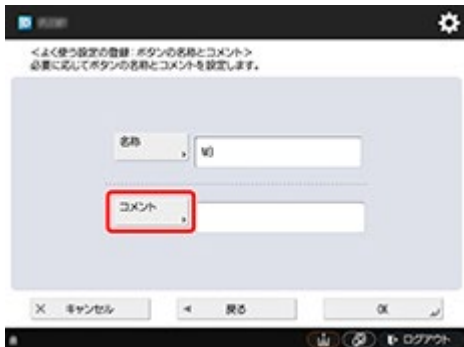 ＜よく使う設定の登録：ボタンの名称とコメント＞
必要に応じてボタンの名称とコメントを設定します。
名称
M3
コメント
× キャンセル
戻る
OK
ログアウト